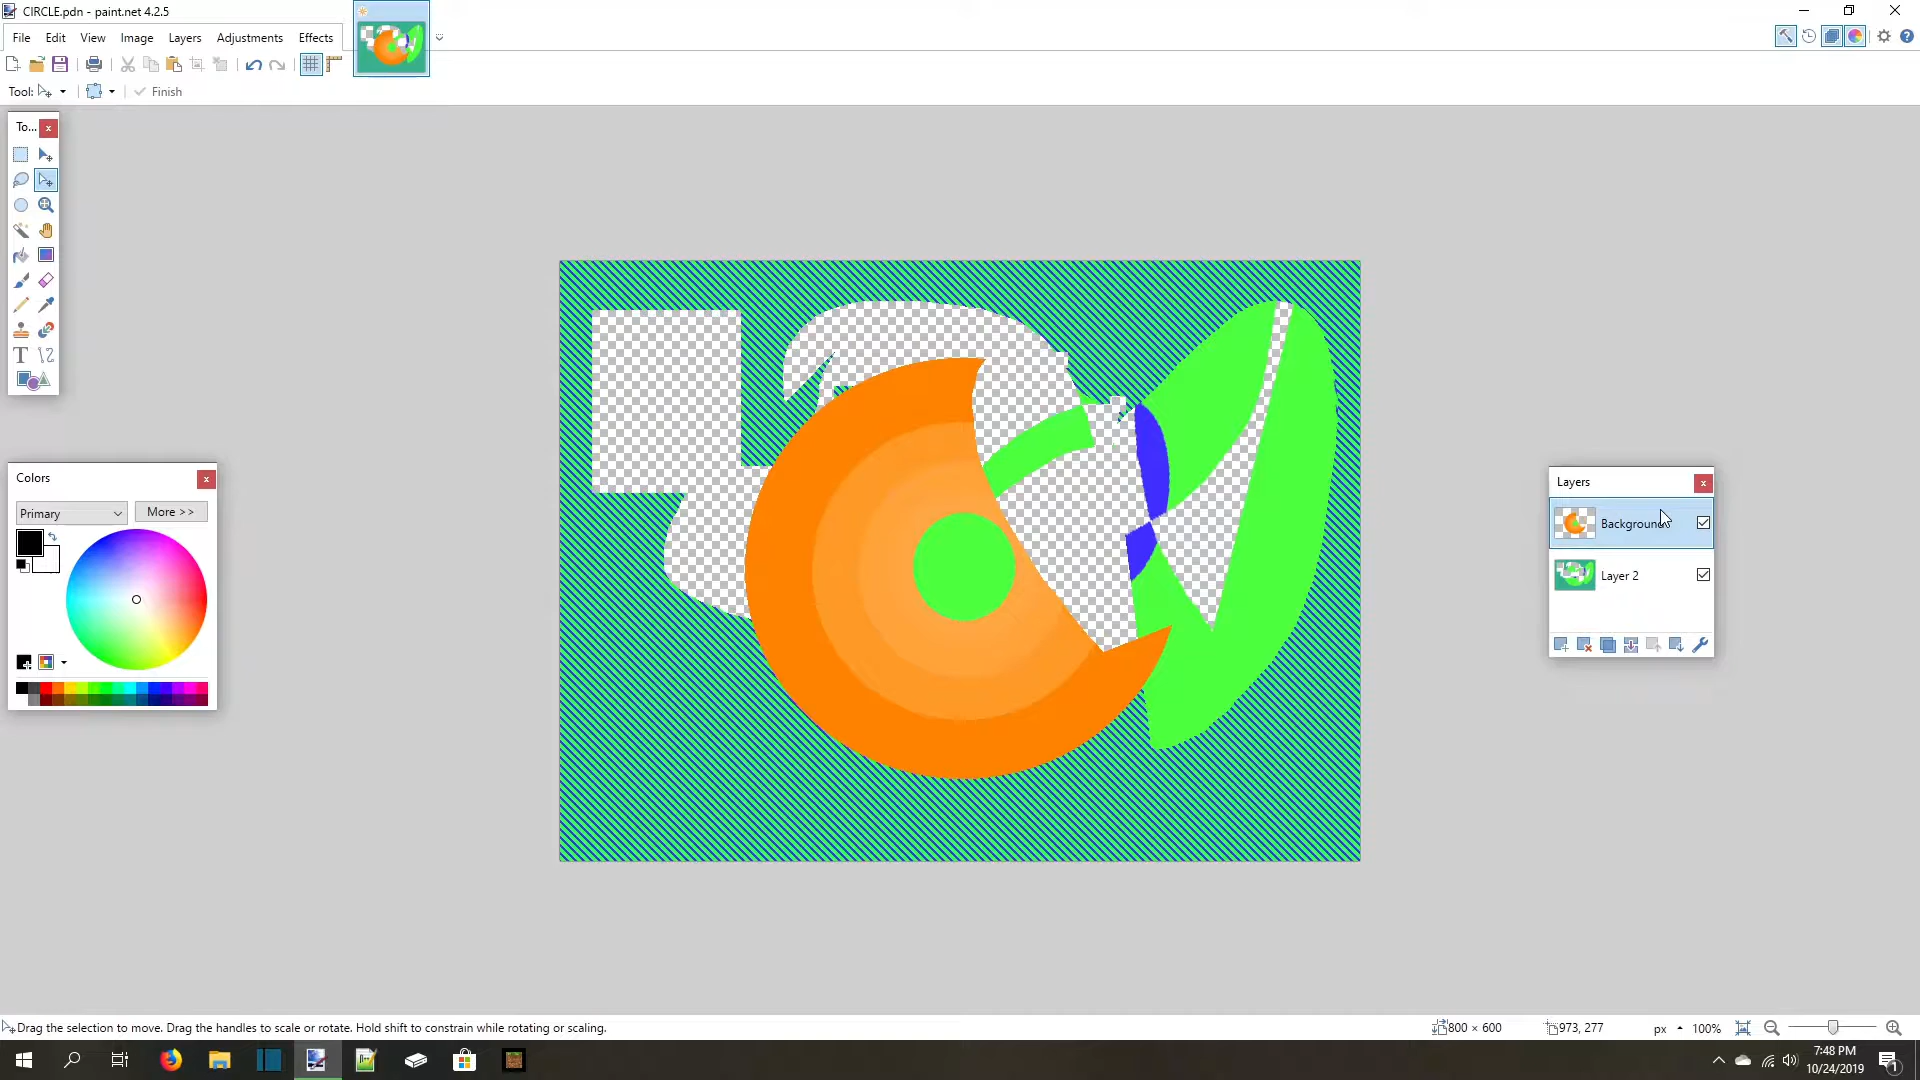 CIRCLE.pdn - paint.net 4.2.5
File Edit View Image Layers Adjustments Effects
Tool: Finish
To...
Colors
Primary More >>
Layers
Background
Layer 2
Drag the selection to move. Drag the handles to scale or rotate. Hold shift to constrain while rotating or scaling.
800 × 600 973, 277 px 100%
7:48 PM
10/24/2019
1